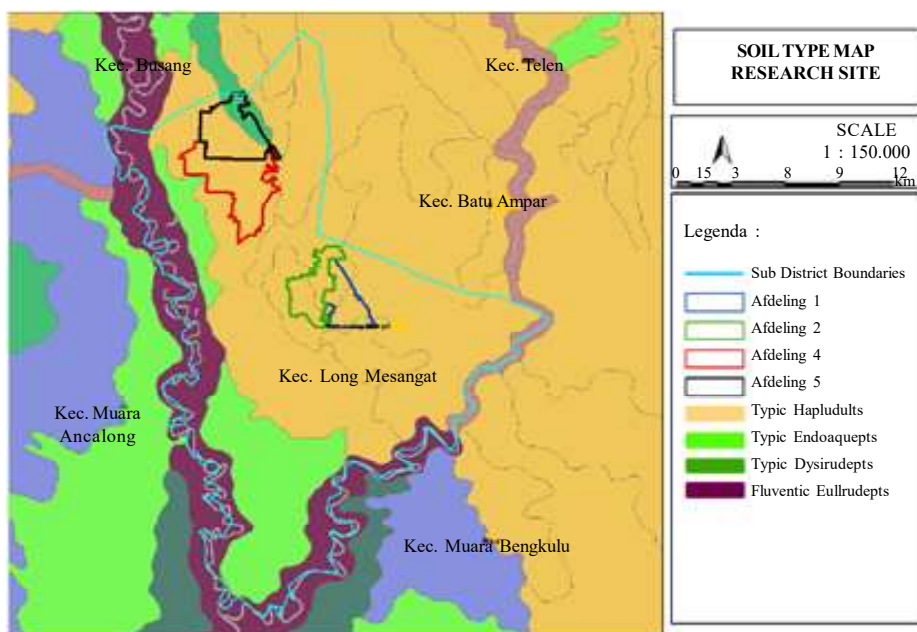 Kec. Busang
Kec. Telen
Kec. Batu Ampar
Kec. Long Mesangat
Kec. Muara
Ancalong
Kec. Muara Bengkulu
SOIL TYPE MAP
RESEARCH SITE
SCALE
1 : 150.000
0 15 3 8 9 12
km
Legenda :
Sub District Boundaries
Afdeling 1
Afdeling 2
Afdeling 4
Afdeling 5
Typic Hapludults
Typic Endoaquepts
Typic Dysirudepts
Fluventic Eullrudepts